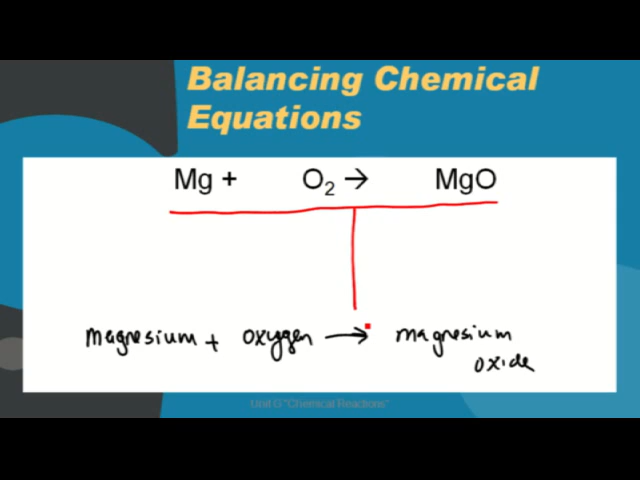 Balancing Chemical
Equations
Mg + O₂ → MgO
magnesium + oxygen → magnesium
oxide
Unit G "Chemical Reactions"